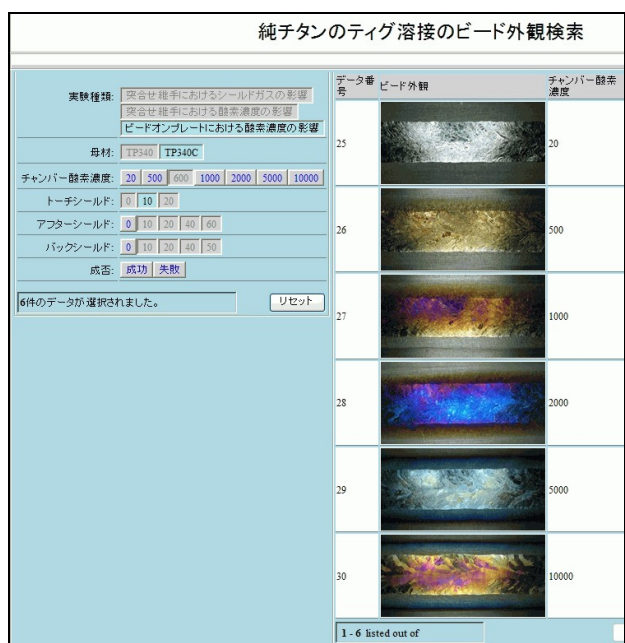 純チタンのティグ溶接のビード外観検索
実験種類: 突合せ継手におけるシールドガスの影響
突合せ継手における酸素濃度の影響
ビードオンプレートにおける酸素濃度の影響
母材: TP340 TP340C
チャンバー酸素濃度: 20 500 600 1000 2000 5000 10000
トーチシールド: 0 10 20
アフターシールド: 0 10 20 40 60
バックシールド: 0 10 20 40 50
成否: 成功 失敗
6件のデータが選択されました。 リセット
データ番号 ビード外観 チャンバー酸素濃度
25 20
26 500
27 1000
28 2000
29 5000
30 10000
1 - 6 listed out of